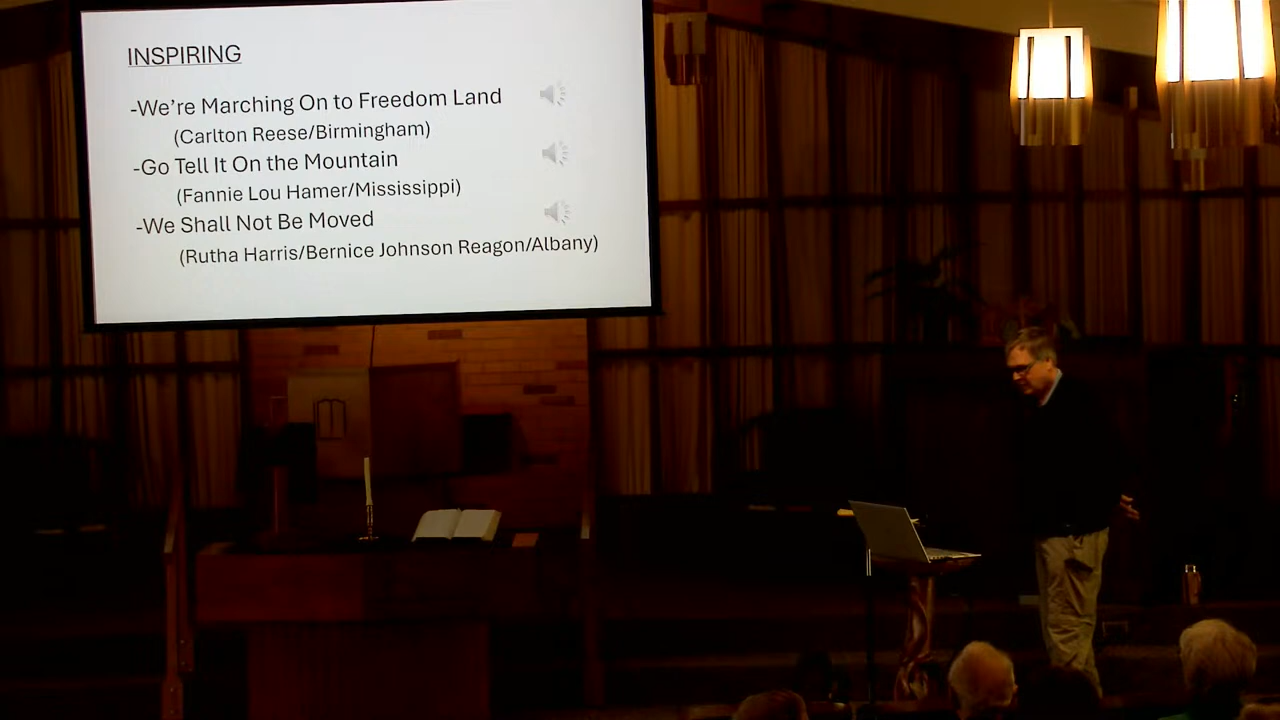 INSPIRING
-We’re Marching On to Freedom Land
(Carlton Reese/Birmingham)
-Go Tell It On the Mountain
(Fannie Lou Hamer/Mississippi)
-We Shall Not Be Moved
(Rutha Harris/Bernice Johnson Reagon/Albany)